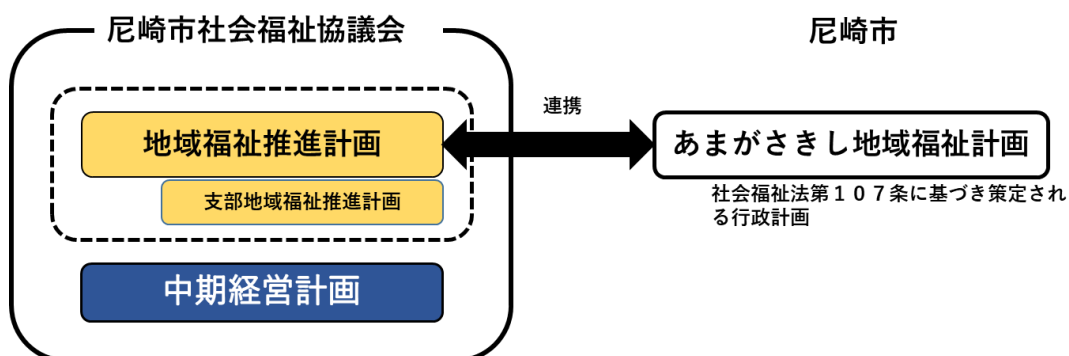 尼崎市社会福祉協議会
尼崎市
連携
地域福祉推進計画
あまがさきし地域福祉計画
支部地域福祉推進計画
社会福祉法第１０７条に基づき策定され
る行政計画
中期経営計画